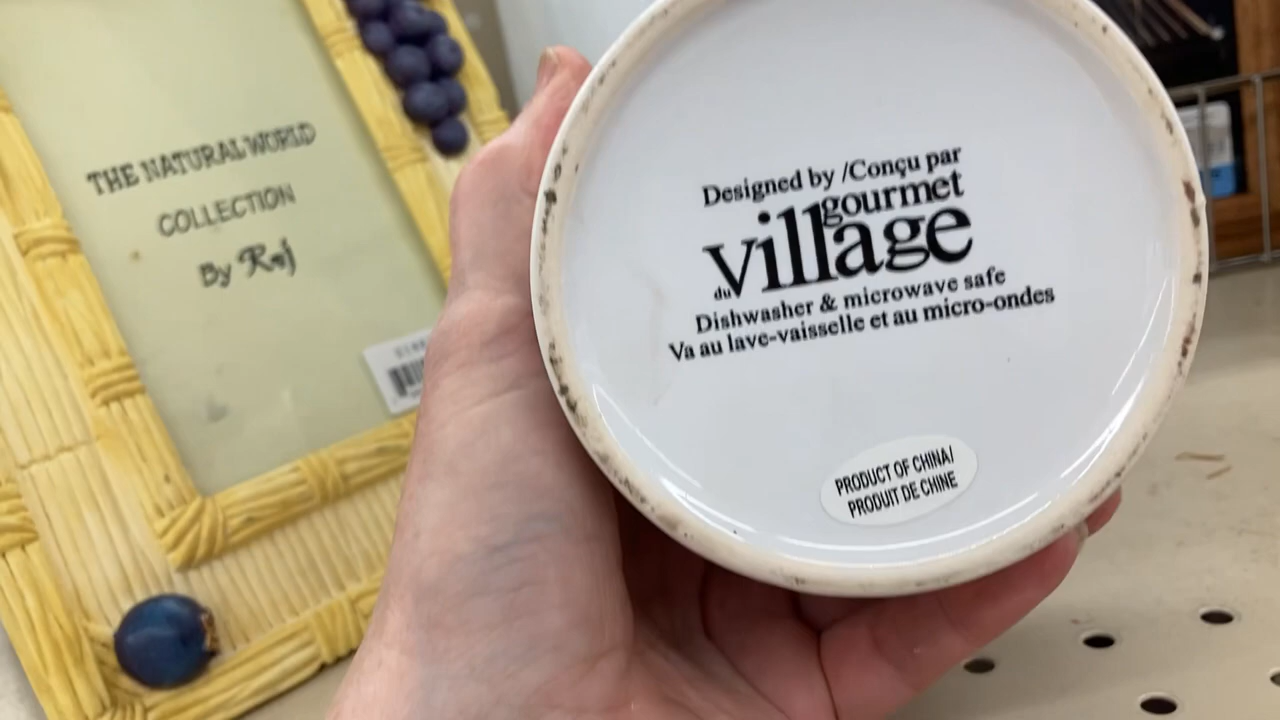 THE NATURAL WORLD
COLLECTION
By Raj
Designed by /Conçu par
gourmet
du village
Dishwasher & microwave safe
Va au lave-vaisselle et au micro-ondes
PRODUCT OF CHINA/
PRODUIT DE CHINE